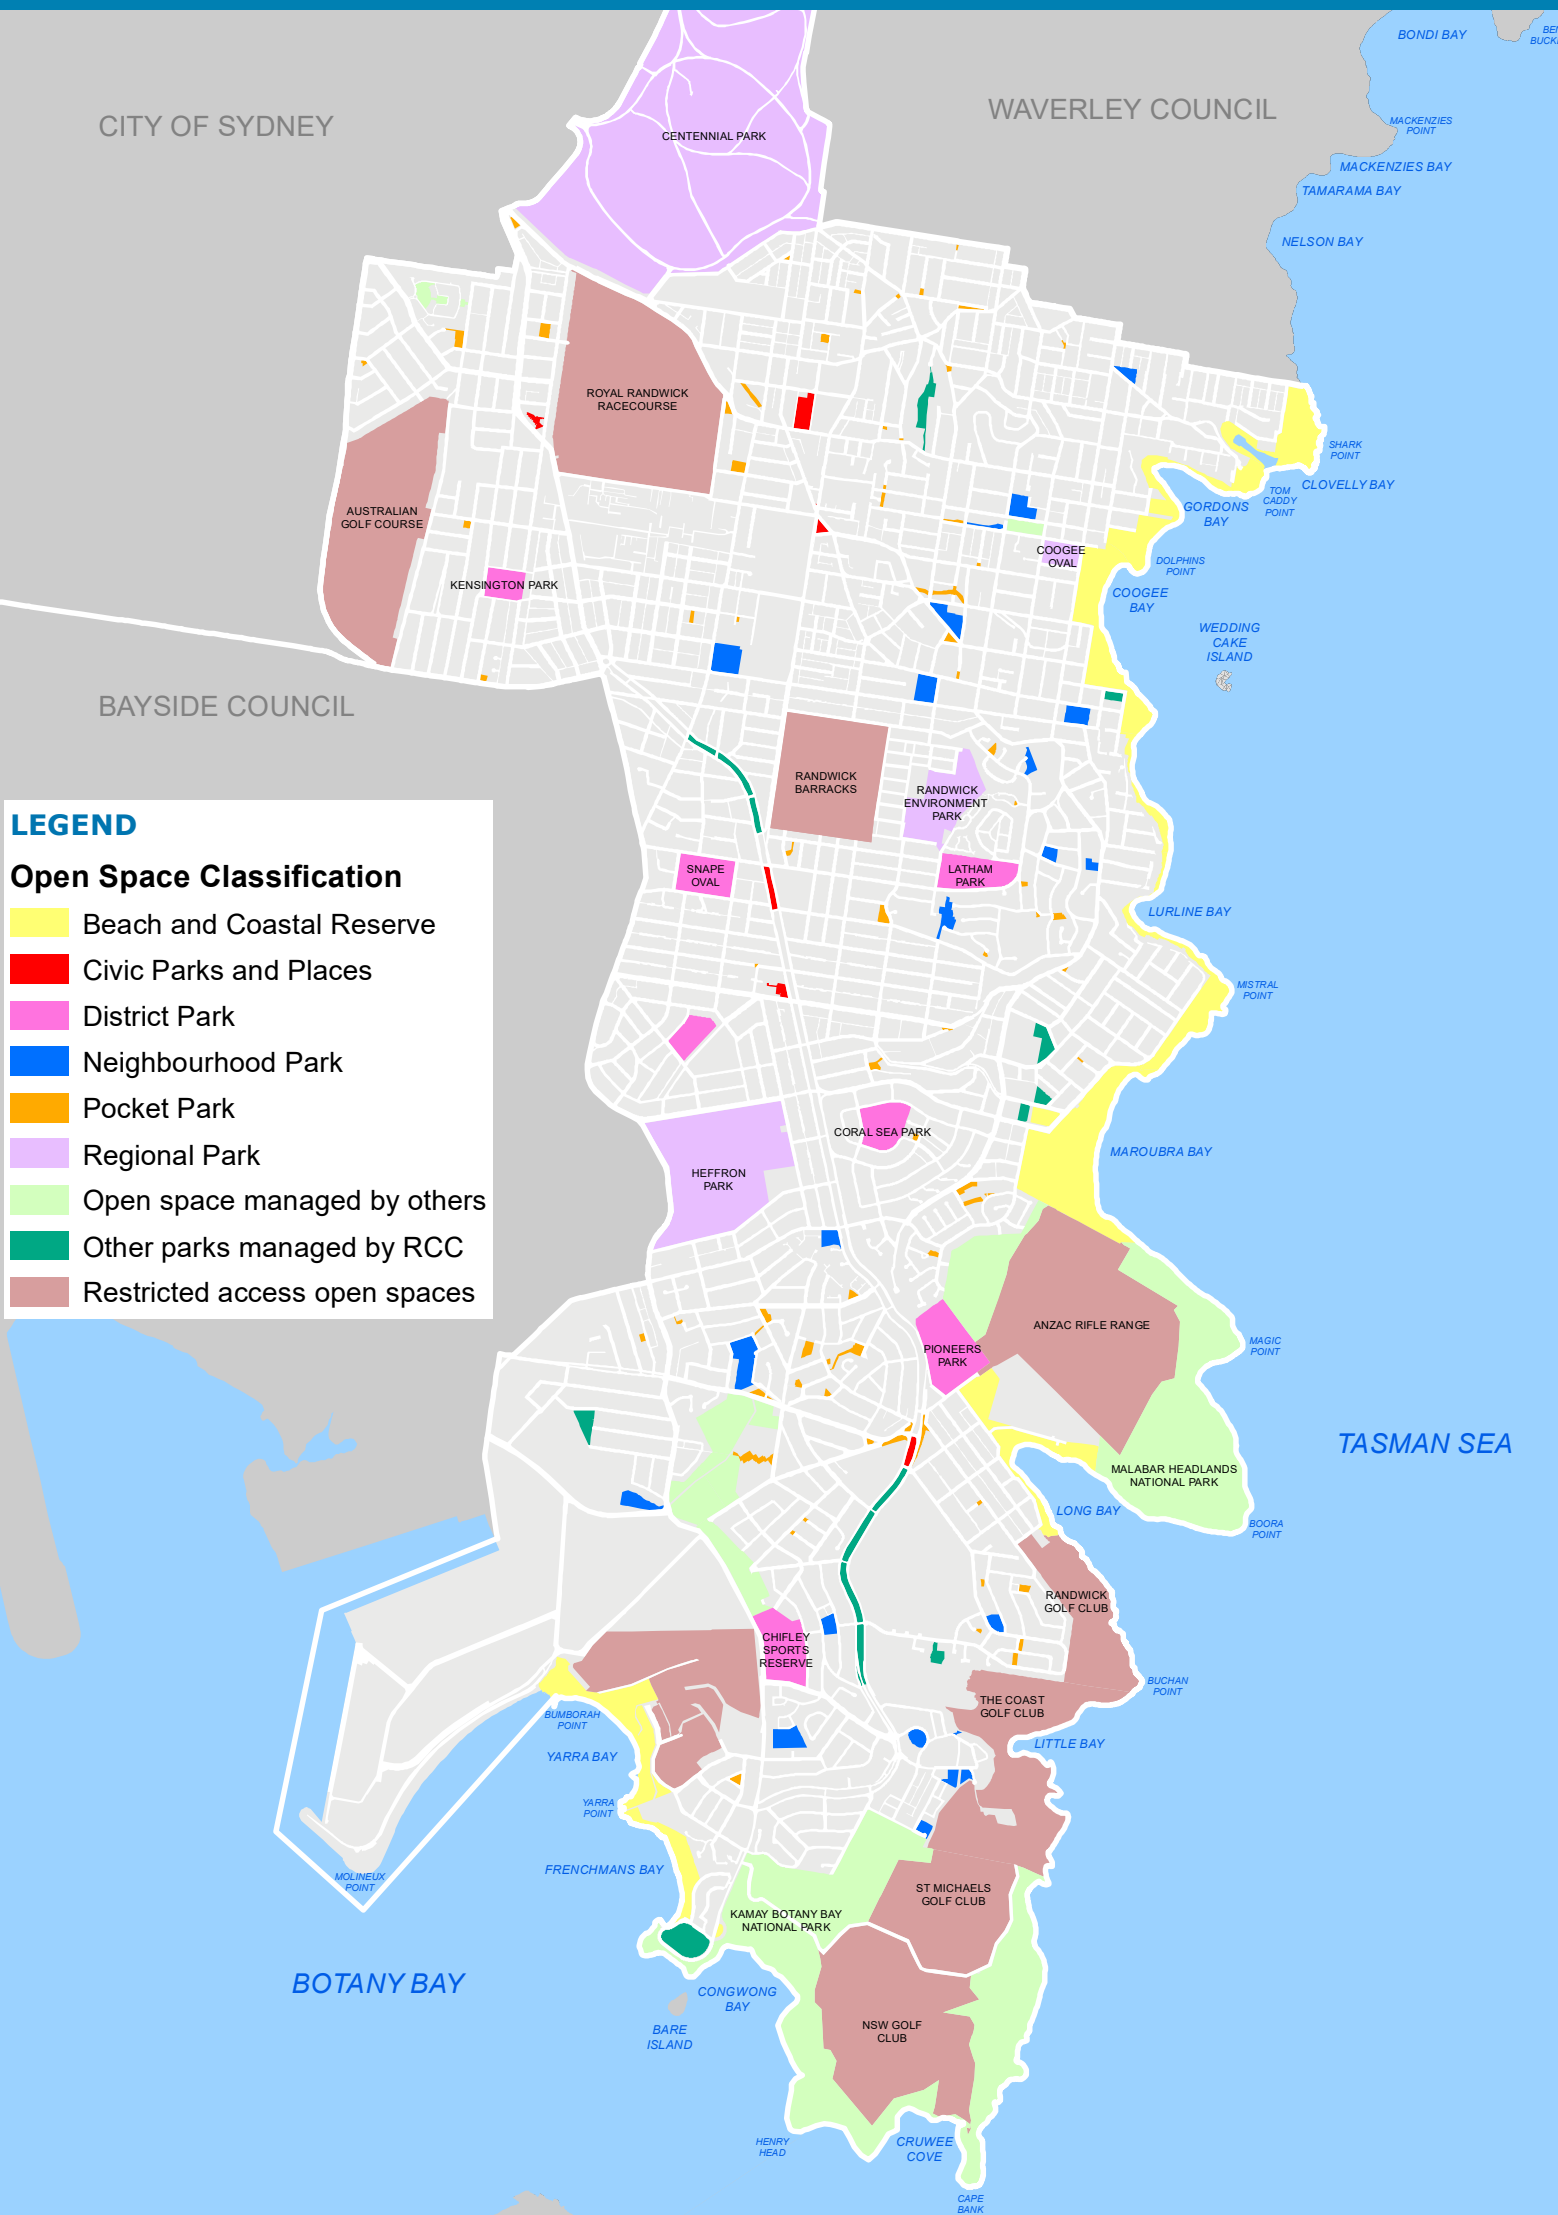 BONDI BAY
CITY OF SYDNEY
WAVERLEY COUNCIL
CENTENNIAL PARK
MACKENZIES
POINT
MACKENZIES BAY
TAMARAMA BAY
NELSON BAY
ROYAL RANDWICK
RACECOURSE
SHARK
POINT
CLOVELLY BAY
TOM
CADDY
POINT
GORDONS
BAY
AUSTRALIAN
GOLF COURSE
COOGEE
OVAL
DOLPHINS
POINT
KENSINGTON PARK
COOGEE
BAY
WEDDING
CAKE
ISLAND
BAYSIDE COUNCIL
RANDWICK
BARRACKS
RANDWICK
ENVIRONMENT
PARK
LEGEND
Open Space Classification
Beach and Coastal Reserve
Civic Parks and Places
District Park
Neighbourhood Park
Pocket Park
Regional Park
Open space managed by others
Other parks managed by RCC
Restricted access open spaces
SNAPE
OVAL
LATHAM
PARK
LURLINE BAY
MISTRAL
POINT
CORAL SEA PARK
MAROUBRA BAY
HEFFRON
PARK
ANZAC RIFLE RANGE
MAGIC
POINT
PIONEERS
PARK
TASMAN SEA
MALABAR HEADLANDS
NATIONAL PARK
LONG BAY
BOORA
POINT
RANDWICK
GOLF CLUB
CHIFLEY
SPORTS
RESERVE
BUCHAN
POINT
THE COAST
GOLF CLUB
BUMBORAH
POINT
LITTLE BAY
YARRA BAY
YARRA
POINT
FRENCHMANS BAY
MOLINEUX
POINT
ST MICHAELS
GOLF CLUB
KAMAY BOTANY BAY
NATIONAL PARK
BOTANY BAY
CONGWONG
BAY
BARE
ISLAND
NSW GOLF
CLUB
HENRY
HEAD
CRUWEE
COVE
CAPE
BANK